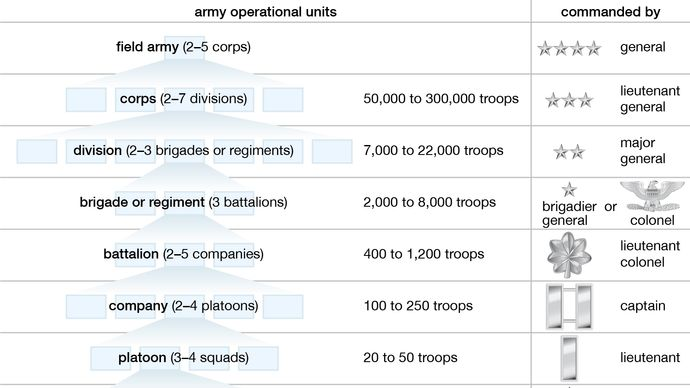 army operational units commanded by
field army (2–5 corps) general
corps (2–7 divisions) 50,000 to 300,000 troops lieutenant
general
division (2–3 brigades or regiments) 7,000 to 22,000 troops major
general
brigade or regiment (3 battalions) 2,000 to 8,000 troops brigadier or
general colonel
battalion (2–5 companies) 400 to 1,200 troops lieutenant
colonel
company (2–4 platoons) 100 to 250 troops captain
platoon (3–4 squads) 20 to 50 troops lieutenant